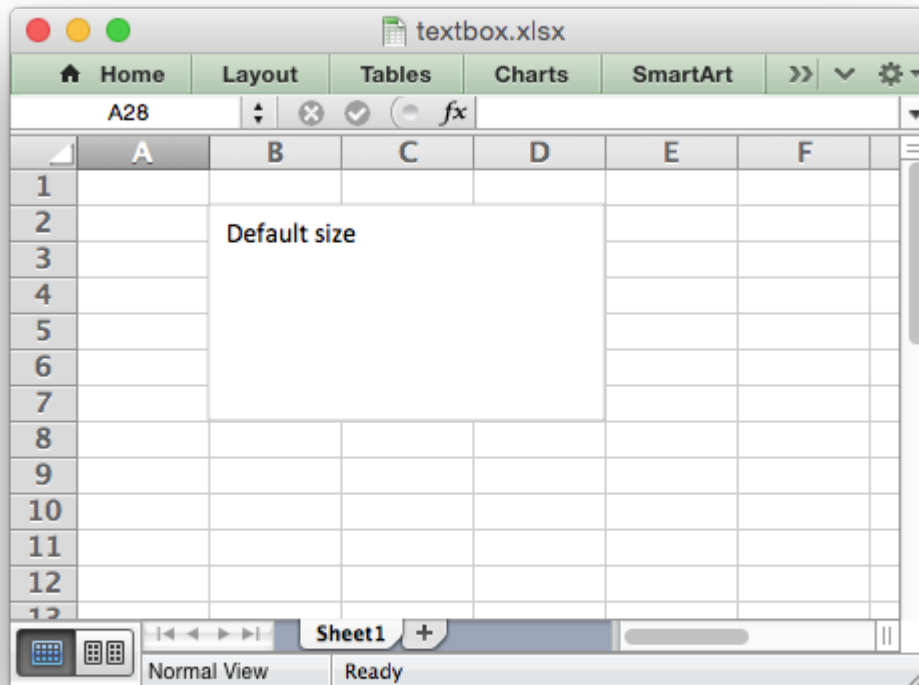 textbox.xlsx
Home Layout Tables Charts SmartArt
A28 fx
A B C D E F
1
2
Default size
3
4
5
6
7
8
9
10
11
12
13
Sheet1
Normal View Ready